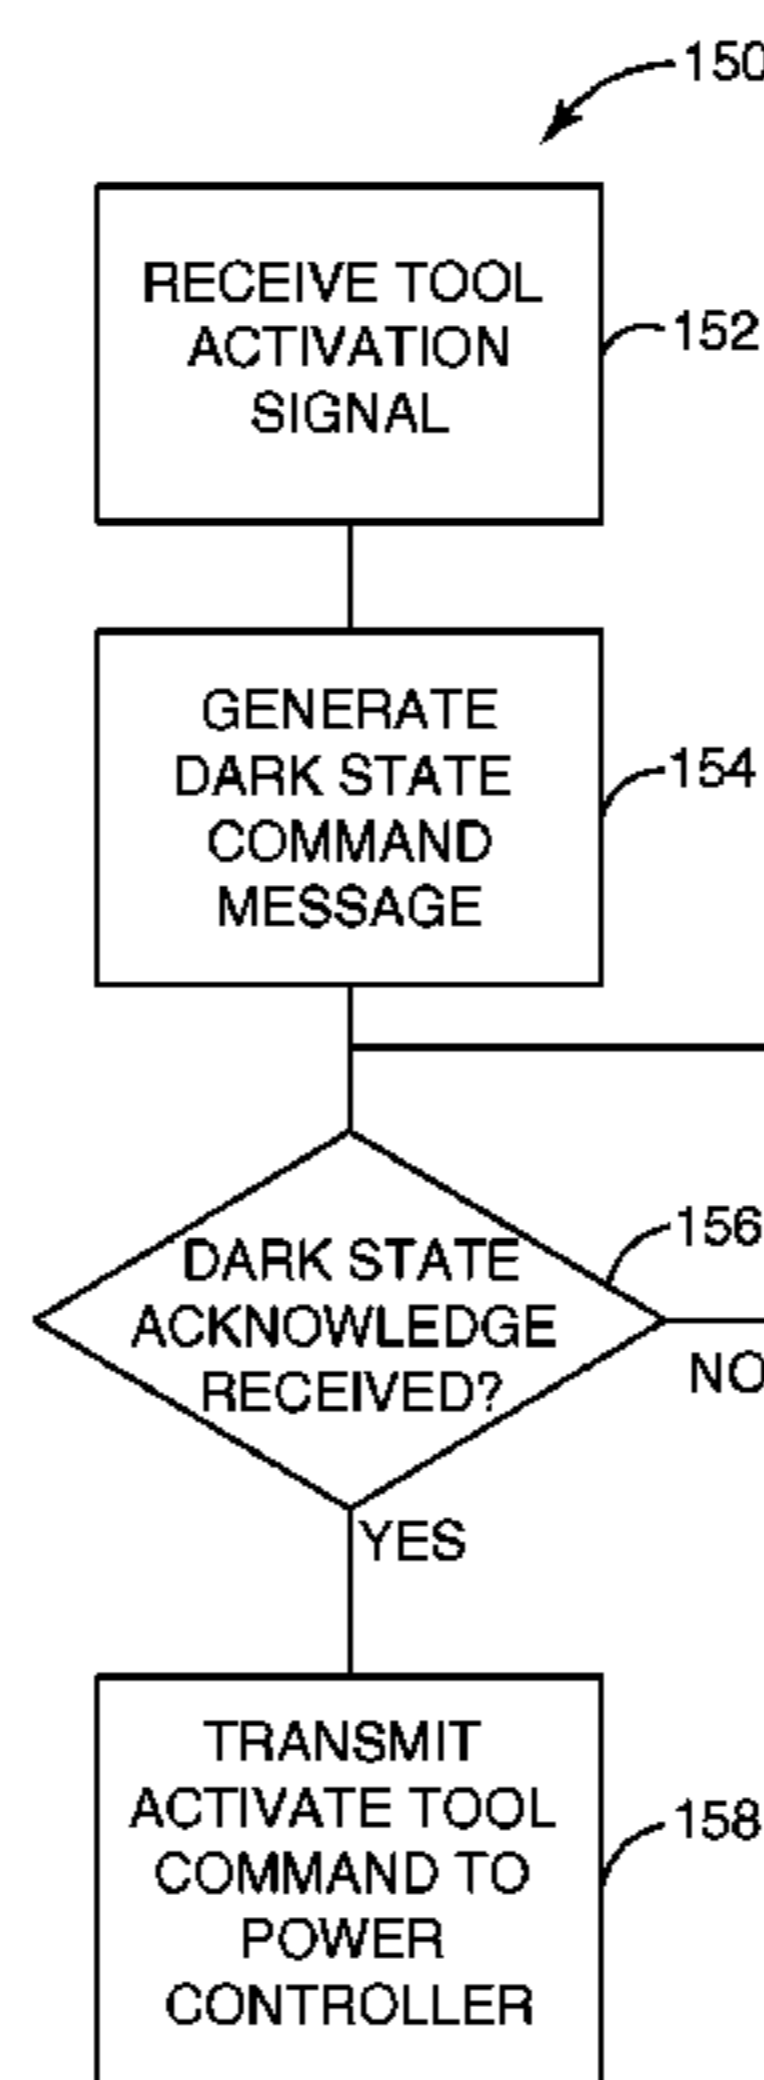 150
RECEIVE TOOL
ACTIVATION
SIGNAL
152
GENERATE
DARK STATE
COMMAND
MESSAGE
154
DARK STATE
ACKNOWLEDGE
RECEIVED?
156
NO
YES
TRANSMIT
ACTIVATE TOOL
COMMAND TO
POWER
CONTROLLER
158